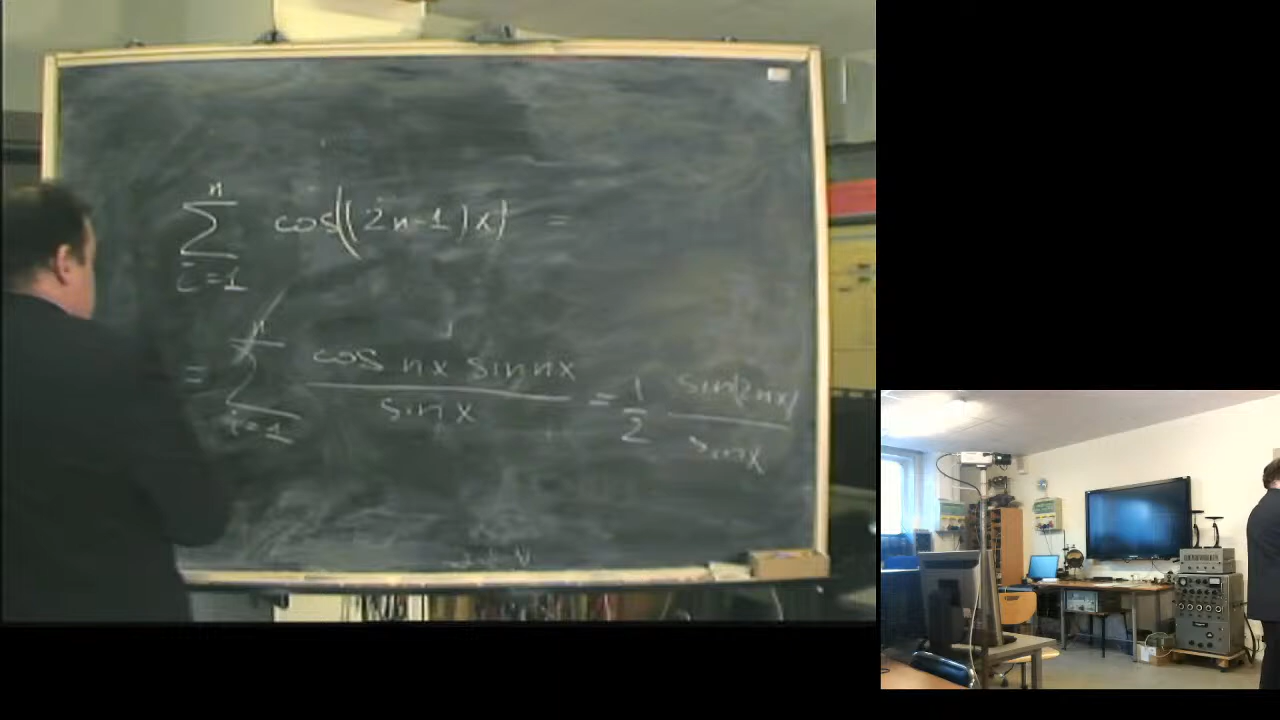 n
∑ cos((2n-1)x) =
i=1
n
= ∑ cos nx sin nx / sin x = 1/2 sin(2nx) / sin x
i=1